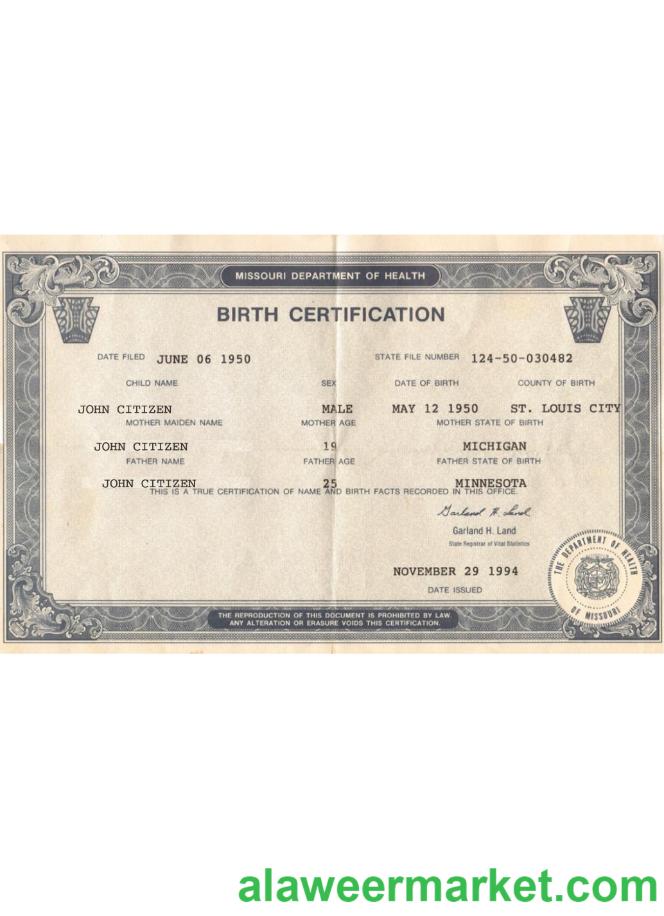 MISSOURI DEPARTMENT OF HEALTH
BIRTH CERTIFICATION
DATE FILED JUNE 06 1950 STATE FILE NUMBER 124-50-030482
CHILD NAME SEX DATE OF BIRTH COUNTY OF BIRTH
JOHN CITIZEN MALE MAY 12 1950 ST. LOUIS CITY
MOTHER MAIDEN NAME MOTHER AGE MOTHER STATE OF BIRTH
JOHN CITIZEN 19 MICHIGAN
FATHER NAME FATHER AGE FATHER STATE OF BIRTH
JOHN CITIZEN 25 MINNESOTA
THIS IS A TRUE CERTIFICATION OF NAME AND BIRTH FACTS RECORDED IN THIS OFFICE.
Garland H. Land
Garland H. Land
State Registrar of Vital Statistics
NOVEMBER 29 1994
DATE ISSUED
THE DEPARTMENT OF HEALTH
OF MISSOURI
THE REPRODUCTION OF THIS DOCUMENT IS PROHIBITED BY LAW.
ANY ALTERATION OR ERASURE VOIDS THIS CERTIFICATION.
alaweermarket.com